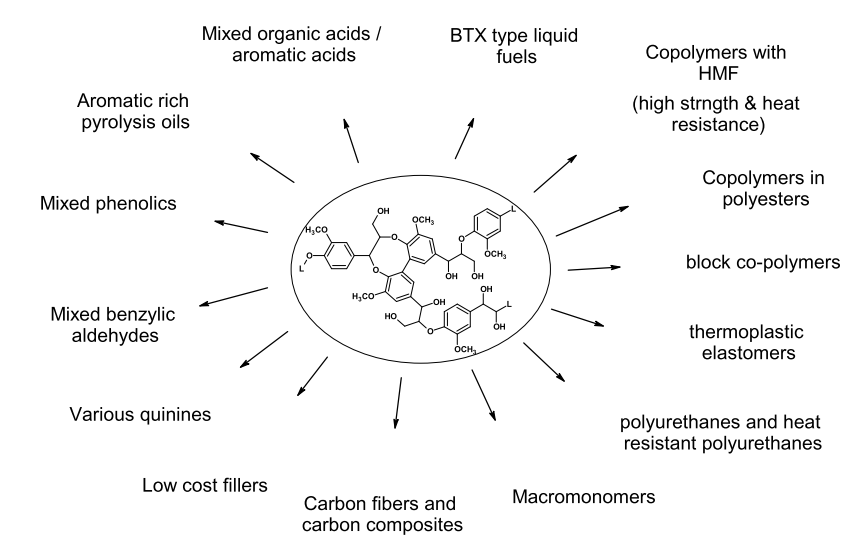 Mixed organic acids /
aromatic acids
BTX type liquid
fuels
Copolymers with
HMF
(high strngth & heat
resistance)
Aromatic rich
pyrolysis oils
Copolymers in
polyesters
Mixed phenolics
block co-polymers
Mixed benzylic
aldehydes
thermoplastic
elastomers
Various quinines
polyurethanes and heat
resistant polyurethanes
Low cost fillers
Carbon fibers and
carbon composites
Macromonomers
OH
H₃CO
O
L
O
O
OCH₃
O
L
OCH₃
OH
OH
H₃CO
OH
HO
O
OCH₃
OH
L
OH